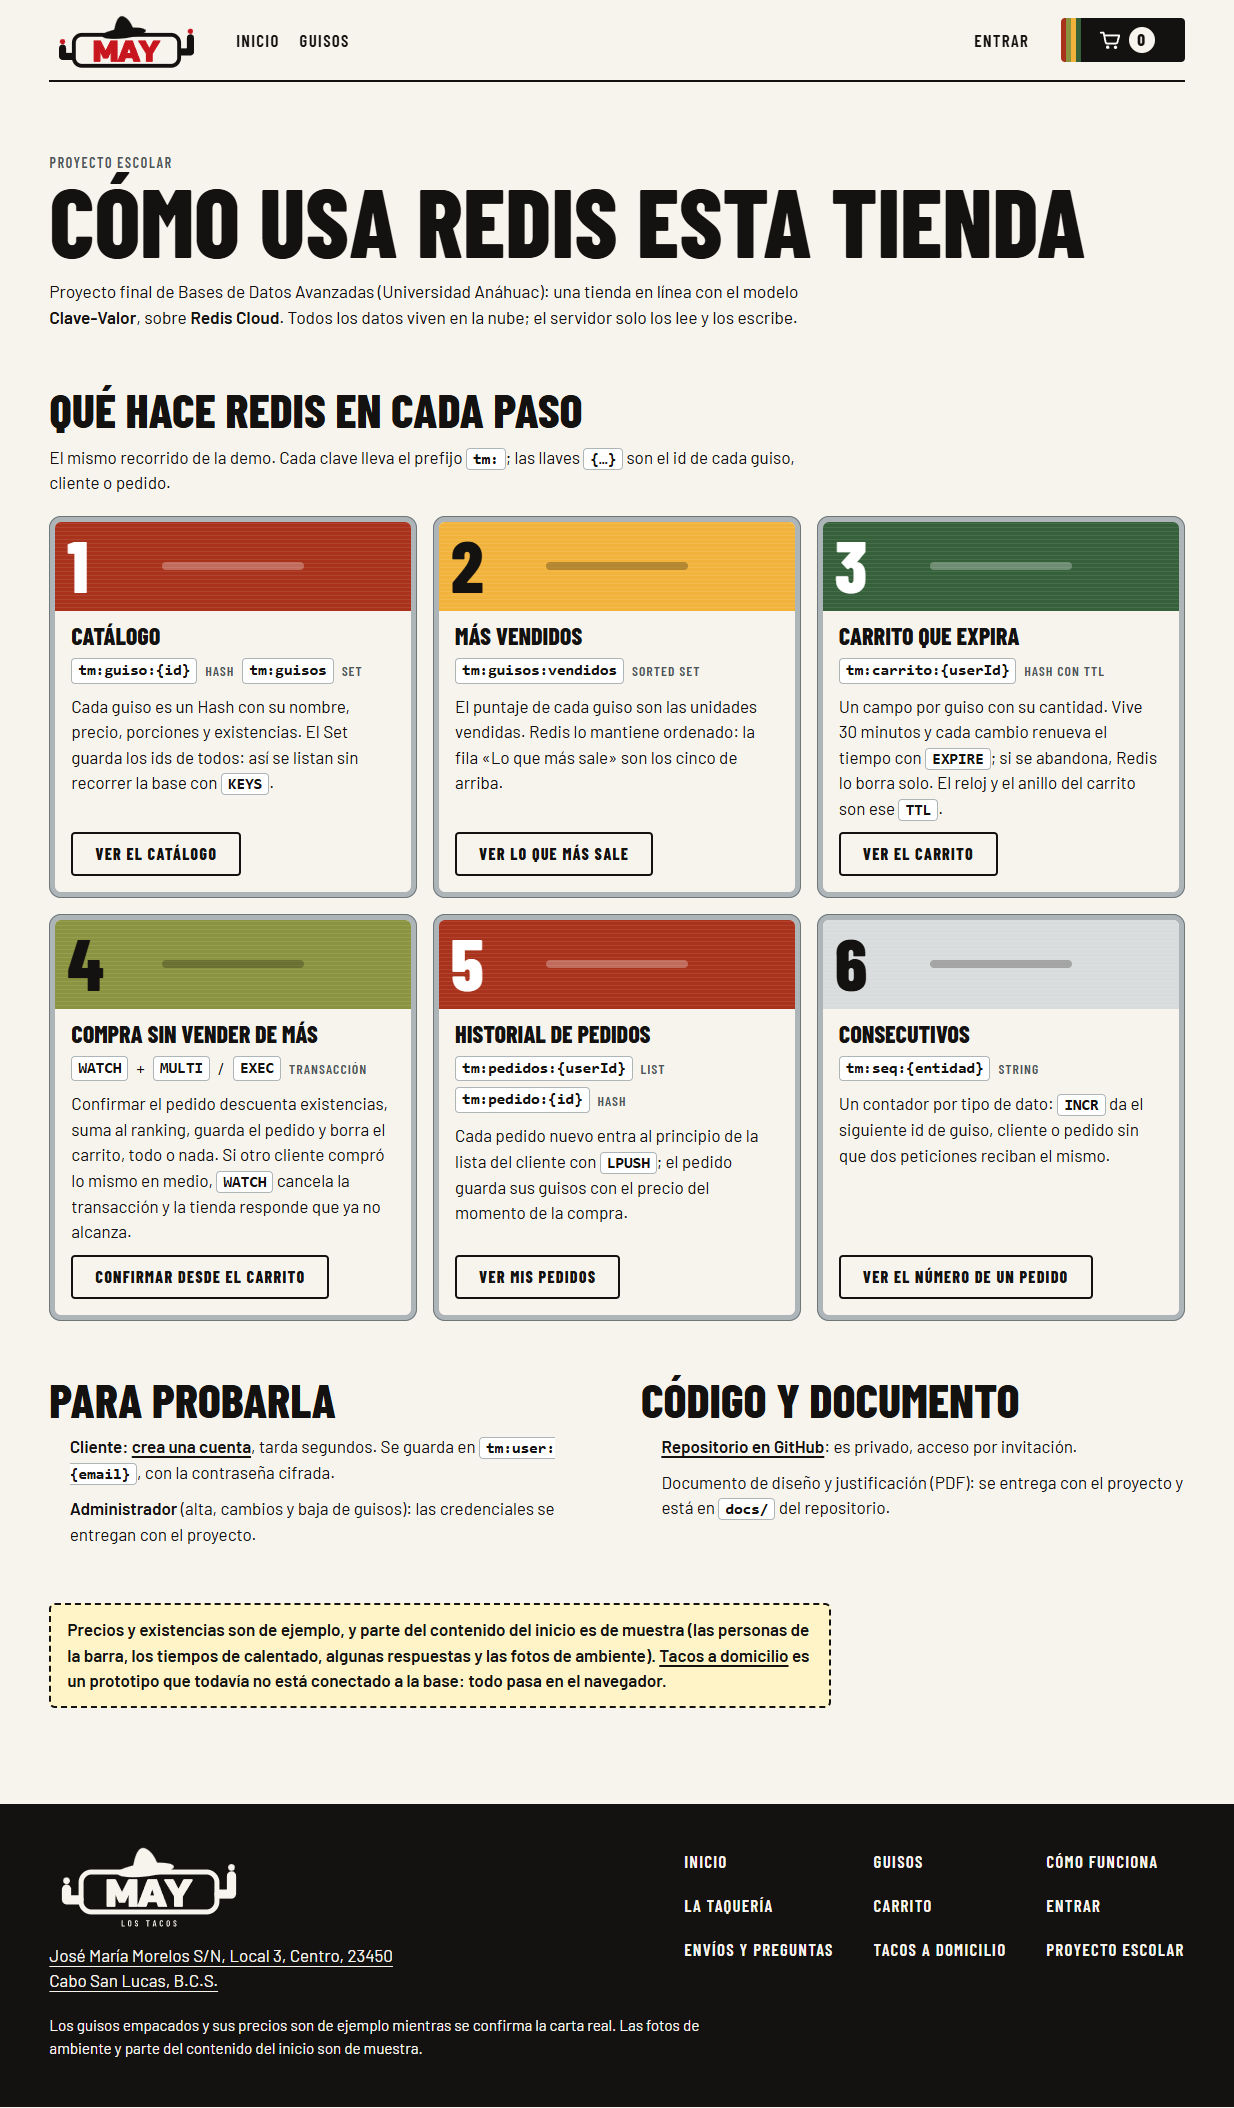 MAY
INICIO
GUISOS
ENTRAR
0
PROYECTO ESCOLAR
CÓMO USA REDIS ESTA TIENDA
Proyecto final de Bases de Datos Avanzadas (Universidad Anáhuac): una tienda en línea con el modelo
Clave-Valor, sobre Redis Cloud. Todos los datos viven en la nube; el servidor solo los lee y los escribe.
QUÉ HACE REDIS EN CADA PASO
El mismo recorrido de la demo. Cada clave lleva el prefijo tm: ; las llaves {…} son el id de cada guiso,
cliente o pedido.
1
CATÁLOGO
tm:guiso:{id} HASH tm:guisos SET
Cada guiso es un Hash con su nombre,
precio, porciones y existencias. El Set
guarda los ids de todos: así se listan sin
recorrer la base con KEYS .
VER EL CATÁLOGO
2
MÁS VENDIDOS
tm:guisos:vendidos SORTED SET
El puntaje de cada guiso son las unidades
vendidas. Redis lo mantiene ordenado: la
fila «Lo que más sale» son los cinco de
arriba.
VER LO QUE MÁS SALE
3
CARRITO QUE EXPIRA
tm:carrito:{userId} HASH CON TTL
Un campo por guiso con su cantidad. Vive
30 minutos y cada cambio renueva el
tiempo con EXPIRE ; si se abandona, Redis
lo borra solo. El reloj y el anillo del carrito
son ese TTL .
VER EL CARRITO
4
COMPRA SIN VENDER DE MÁS
WATCH + MULTI / EXEC TRANSACCIÓN
Confirmar el pedido descuenta existencias,
suma al ranking, guarda el pedido y borra el
carrito, todo o nada. Si otro cliente compró
lo mismo en medio, WATCH cancela la
transacción y la tienda responde que ya no
alcanza.
CONFIRMAR DESDE EL CARRITO
5
HISTORIAL DE PEDIDOS
tm:pedidos:{userId} LIST
tm:pedido:{id} HASH
Cada pedido nuevo entra al principio de la
lista del cliente con LPUSH ; el pedido
guarda sus guisos con el precio del
momento de la compra.
VER MIS PEDIDOS
6
CONSECUTIVOS
tm:seq:{entidad} STRING
Un contador por tipo de dato: INCR da el
siguiente id de guiso, cliente o pedido sin
que dos peticiones reciban el mismo.
VER EL NÚMERO DE UN PEDIDO
PARA PROBARLA
Cliente: crea una cuenta, tarda segundos. Se guarda en tm:user:
{email} , con la contraseña cifrada.
Administrador (alta, cambios y baja de guisos): las credenciales se
entregan con el proyecto.
CÓDIGO Y DOCUMENTO
Repositorio en GitHub: es privado, acceso por invitación.
Documento de diseño y justificación (PDF): se entrega con el proyecto y
está en docs/ del repositorio.
Precios y existencias son de ejemplo, y parte del contenido del inicio es de muestra (las personas de
la barra, los tiempos de calentado, algunas respuestas y las fotos de ambiente). Tacos a domicilio es
un prototipo que todavía no está conectado a la base: todo pasa en el navegador.
MAY
LOS TACOS
José María Morelos S/N, Local 3, Centro, 23450
Cabo San Lucas, B.C.S.
INICIO
GUISOS
CÓMO FUNCIONA
LA TAQUERÍA
CARRITO
ENTRAR
ENVÍOS Y PREGUNTAS
TACOS A DOMICILIO
PROYECTO ESCOLAR
Los guisos empacados y sus precios son de ejemplo mientras se confirma la carta real. Las fotos de
ambiente y parte del contenido del inicio son de muestra.